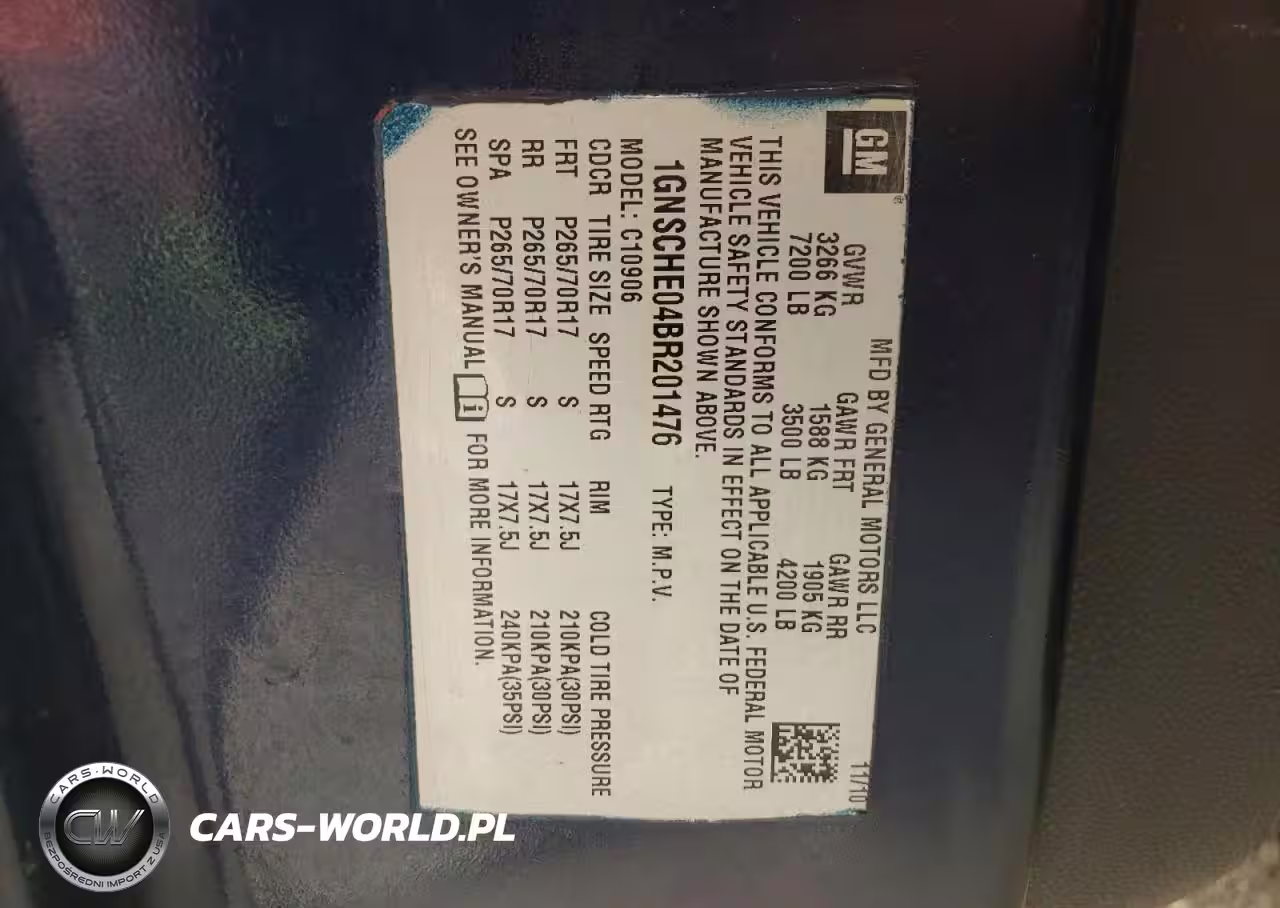 GM
MFD BY GENERAL MOTORS LLC 11/10
GVWR GAWR FRT GAWR RR
3266 KG 1588 KG 1905 KG
7200 LB 3500 LB 4200 LB
THIS VEHICLE CONFORMS TO ALL APPLICABLE U.S. FEDERAL MOTOR
VEHICLE SAFETY STANDARDS IN EFFECT ON THE DATE OF
MANUFACTURE SHOWN ABOVE.
1GNSCHE04BR201476 TYPE: M.P.V.
MODEL: C10906
CDCR TIRE SIZE SPEED RTG RIM COLD TIRE PRESSURE
FRT P265/70R17 S 17X7.5J 210KPA(30PSI)
RR P265/70R17 S 17X7.5J 210KPA(30PSI)
SPA P265/70R17 S 17X7.5J 240KPA(35PSI)
SEE OWNER'S MANUAL i FOR MORE INFORMATION.
CARS-WORLD
CW
BEZPOŚREDNI IMPORT Z USA
CARS-WORLD.PL